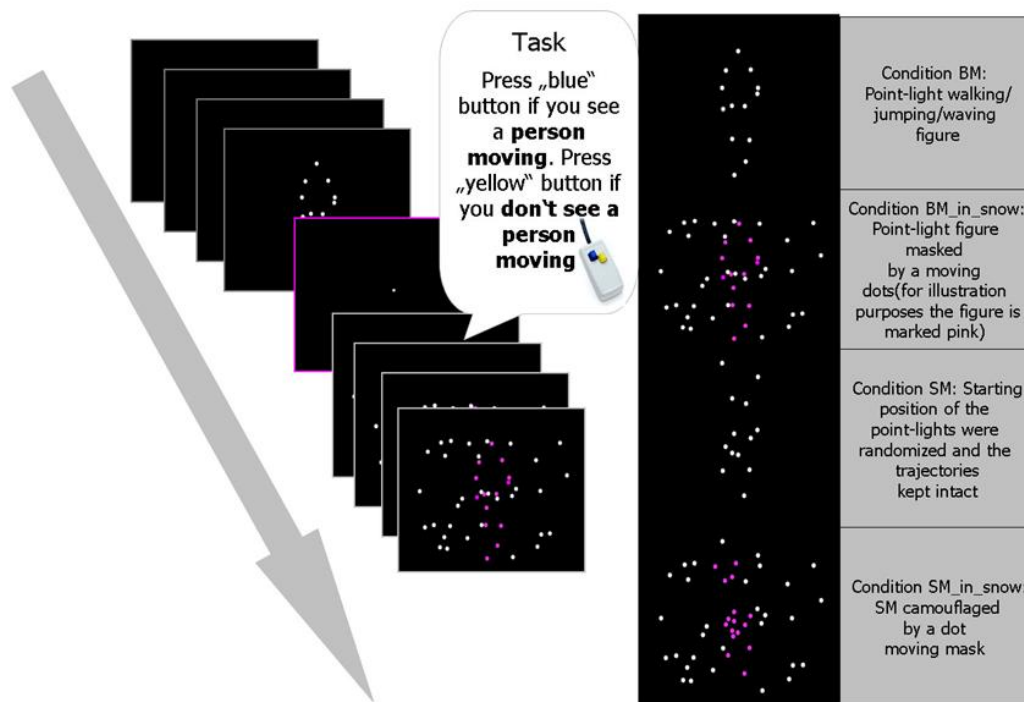 Task
Press „blue“
button if you see
a person
moving. Press
„yellow“ button if
you don't see a
person
moving
Condition BM:
Point-light walking/
jumping/waving
figure
Condition BM_in_snow:
Point-light figure
masked
by a moving
dots(for illustration
purposes the figure is
marked pink)
Condition SM: Starting
position of the
point-lights were
randomized and the
trajectories
kept intact
Condition SM_in_snow:
SM camouflaged
by a dot
moving mask